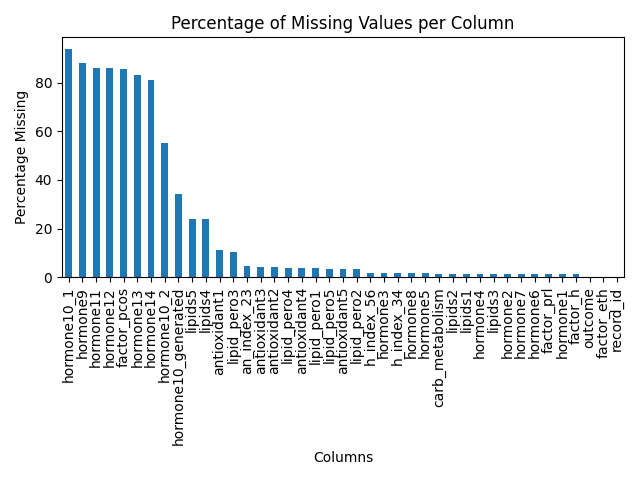 Percentage of Missing Values per Column
Percentage Missing
80
60
40
20
0
hormone10_1
hormone9
hormone11
hormone12
factor_pcos
hormone13
hormone14
hormone10_2
hormone10_generated
lipids5
lipids4
antioxidant1
lipid_pero3
an_index_23
antioxidant3
antioxidant2
lipid_pero4
antioxidant4
lipid_pero1
lipid_pero5
antioxidant5
lipid_pero2
h_index_56
hormone3
h_index_34
hormone8
hormone5
carb_metabolism
lipids2
lipids1
hormone4
lipids3
hormone2
hormone7
hormone6
factor_prl
hormone1
factor_h
outcome
factor_eth
record_id
Columns